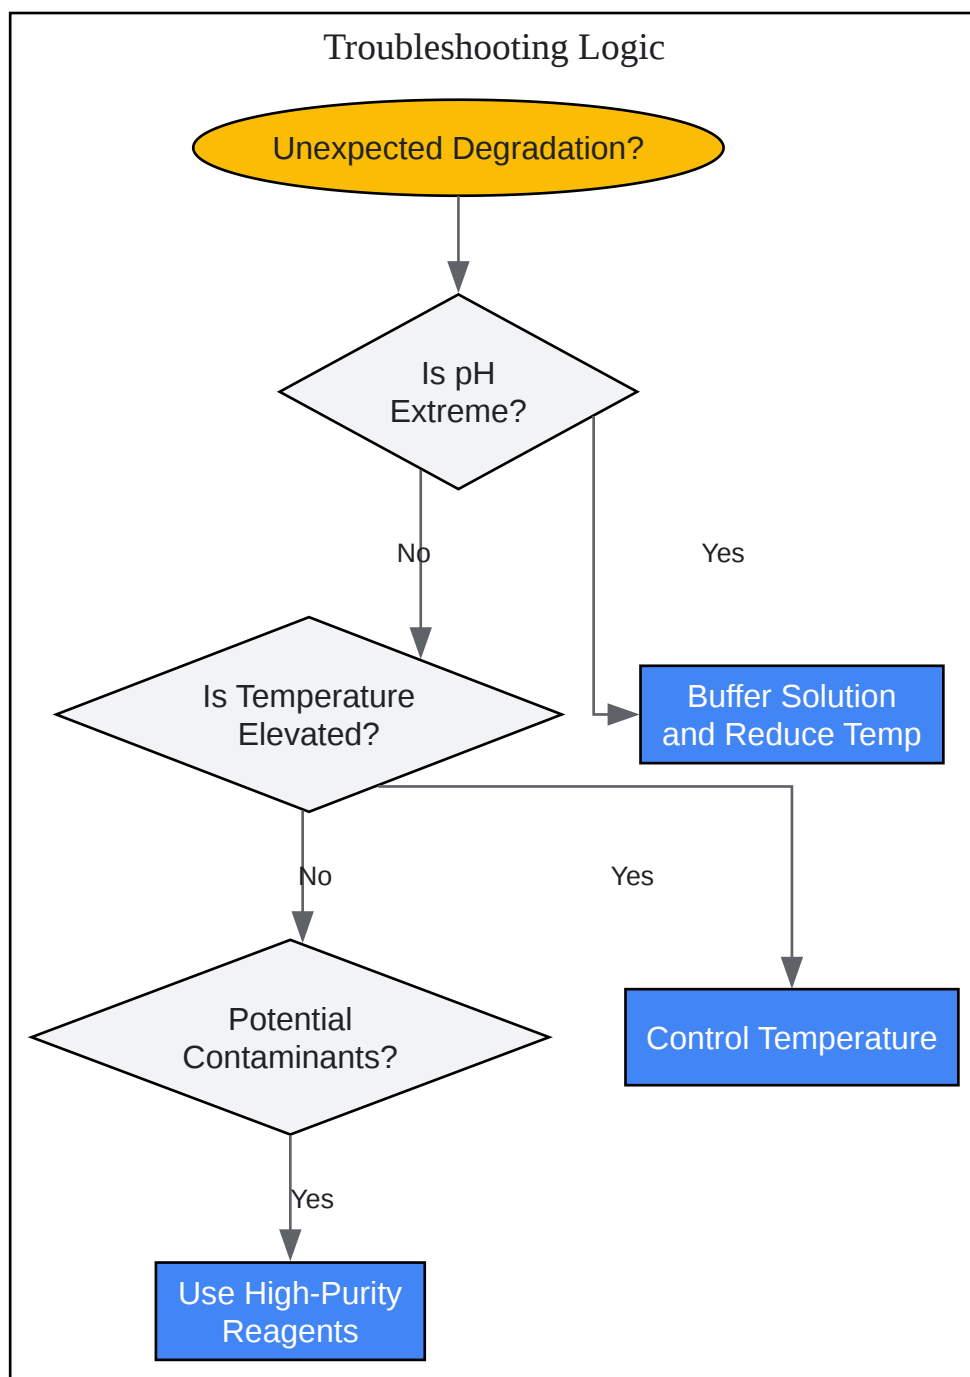 Troubleshooting Logic
Unexpected Degradation?
Is pH
Extreme?
No
Yes
Is Temperature
Elevated?
Buffer Solution
and Reduce Temp
No
Yes
Potential
Contaminants?
Control Temperature
Yes
Use High-Purity
Reagents